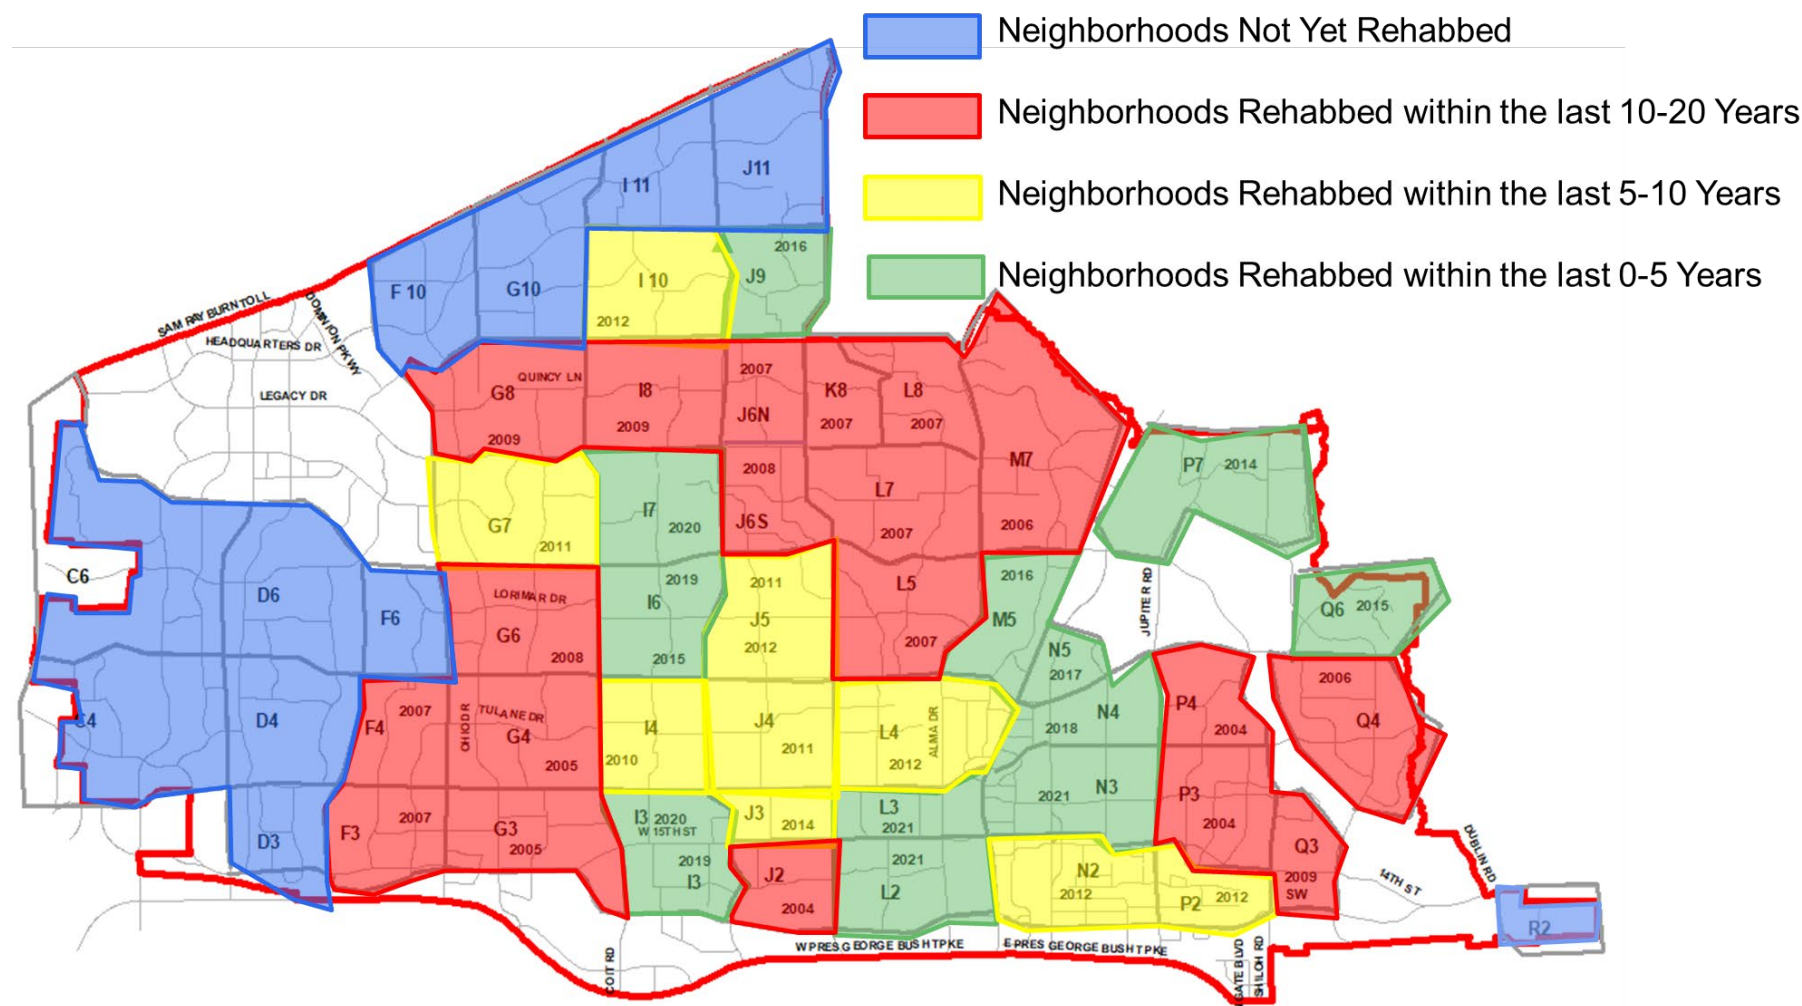 Neighborhoods Not Yet Rehabbed
Neighborhoods Rehabbed within the last 10-20 Years
Neighborhoods Rehabbed within the last 5-10 Years
Neighborhoods Rehabbed within the last 0-5 Years
J11
I 11
2016
J9
I 10
2012
F 10
G10
SAM RAYBURN TOLL
DOMINION PKWY
HEADQUARTERS DR
LEGACY DR
QUINCY LN
G8
2009
I8
2009
2007
J6N
K8
2007
L8
2007
2008
J6S
L7
2007
M7
2006
P7 2014
G7
2011
I7
2020
2019
I6
2015
2011
J5
2012
L5
2007
2016
M5
JUPITER RD
Q6 2015
C6
D6
F6
LORIMAR DR
G6
2008
N5
2017
N4
2018
C4
D4
F4
2007
OHIO DR
TULANE DR
G4
2005
I4
2010
J4
2011
L4
2012
ALMA DR
P4
2004
2006
Q4
D3
F3
2007
G3
2005
I3 2020
W 15TH ST
2019
I3
J3
2014
L3
2021
2021
N3
P3
2004
Q3
2009
SW
J2
2004
2021
L2
N2
2012
P2
2012
14TH ST
DUBLIN RD
R2
COIT RD
W PRES GEORGE BUSH TPKE
E PRES GEORGE BUSH TPKE
GATE BLVD
SHILOH RD